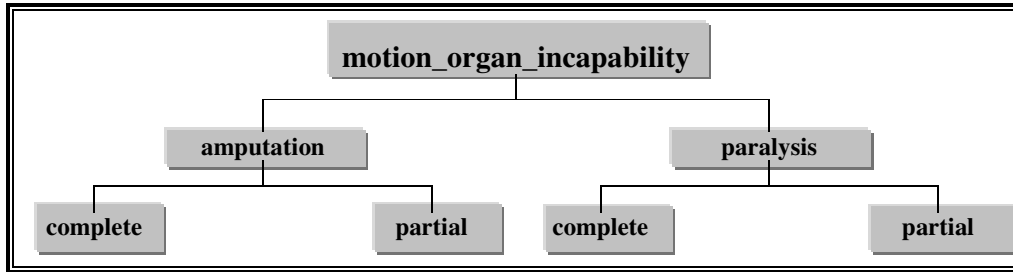 motion_organ_incapability
amputation
paralysis
complete
partial
complete
partial